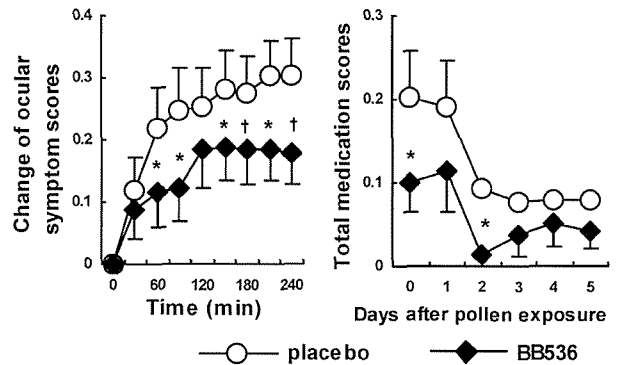 0.4
0.3
0.2
0.1
0
Change of ocular
symptom scores
* * * † * †
0 60 120 180 240
Time (min)
0.3
0.2
0.1
0
Total medication scores
* *
0 1 2 3 4 5
Days after pollen exposure
placebo BB536